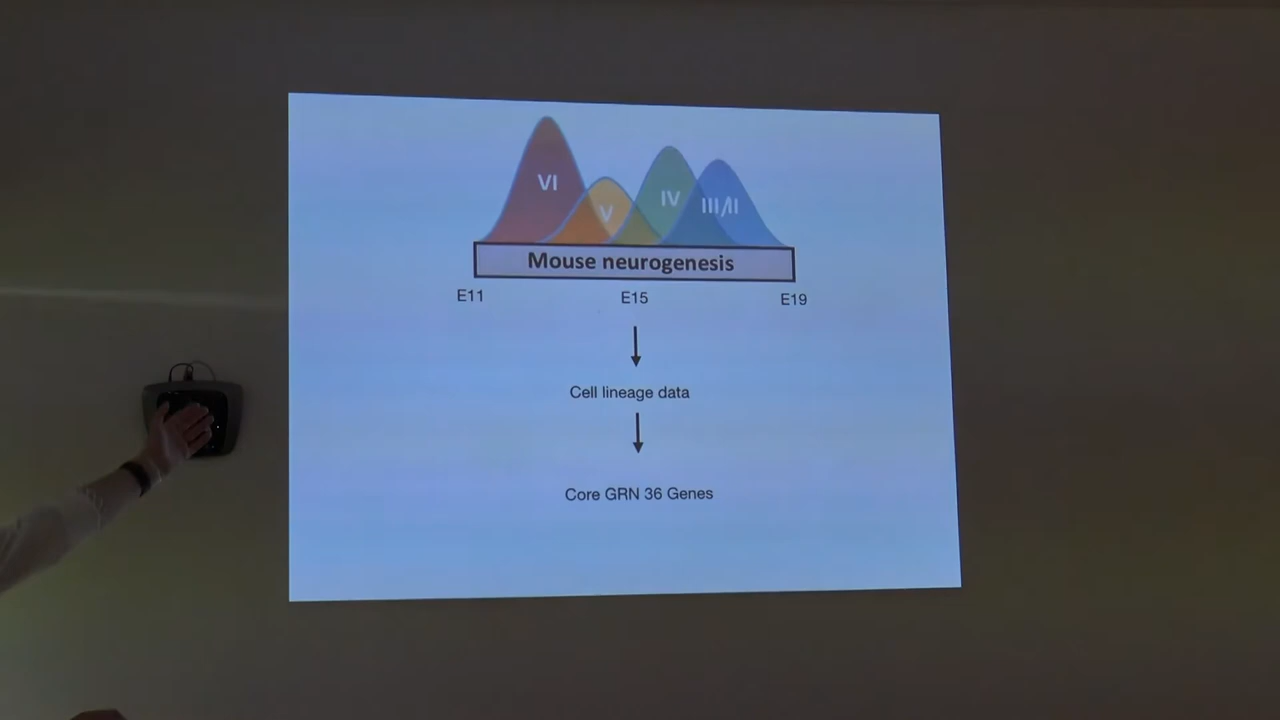 VI
V
IV
III/II
Mouse neurogenesis
E11
E15
E19
Cell lineage data
Core GRN 36 Genes